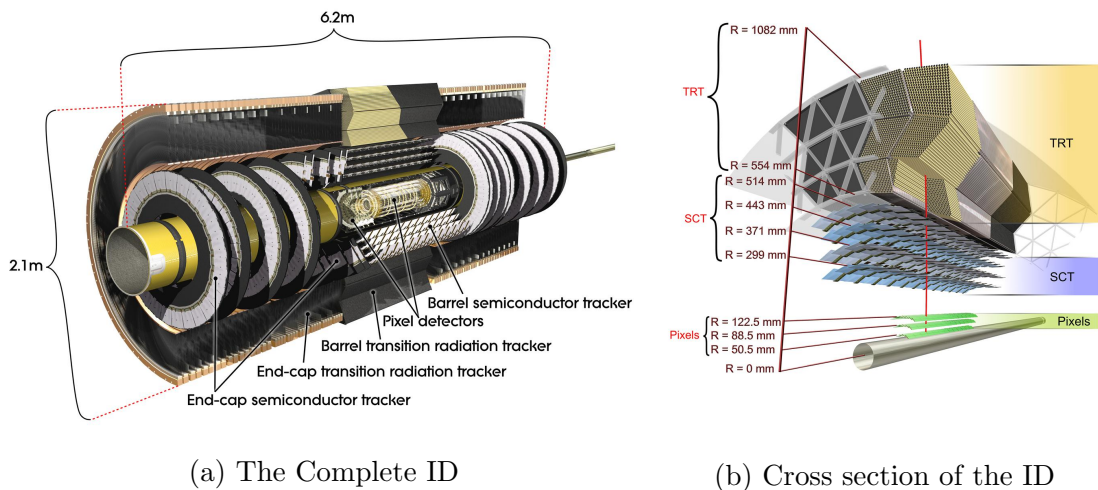 6.2m
2.1m
Barrel semiconductor tracker
Pixel detectors
Barrel transition radiation tracker
End-cap transition radiation tracker
End-cap semiconductor tracker
(a) The Complete ID
R = 1082 mm
TRT
TRT
R = 554 mm
R = 514 mm
R = 443 mm
SCT
R = 371 mm
R = 299 mm
SCT
R = 122.5 mm
Pixels
Pixels
R = 88.5 mm
R = 50.5 mm
R = 0 mm
(b) Cross section of the ID